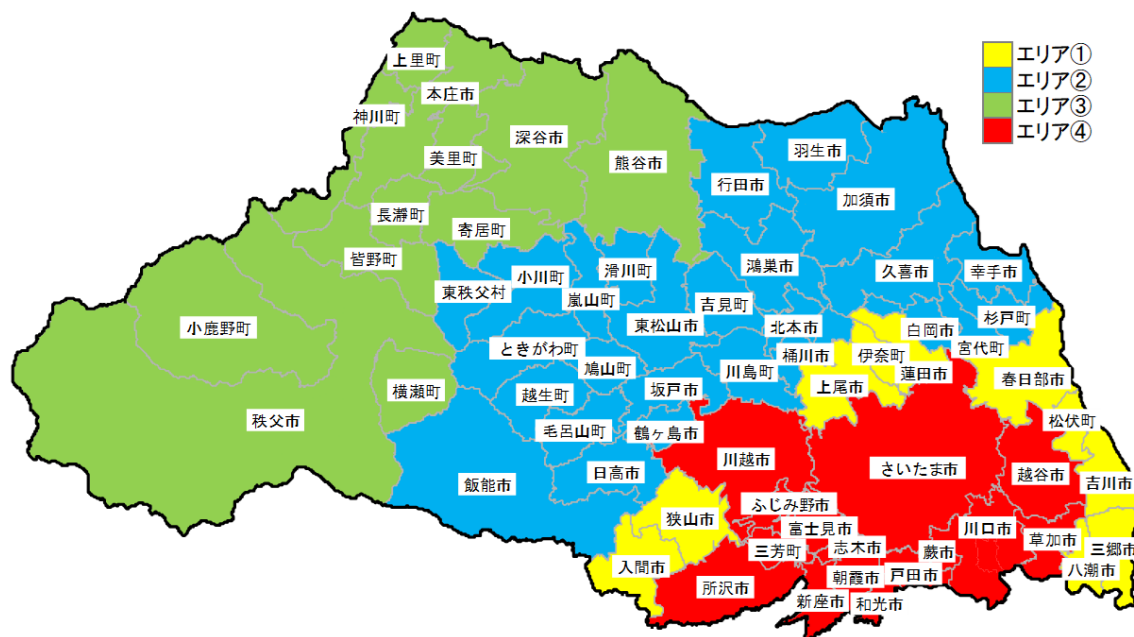 エリア①
エリア②
エリア③
エリア④
上里町
本庄市
神川町
深谷市
美里町
熊谷市
羽生市
行田市
加須市
長瀞町
寄居町
皆野町
小川町
滑川町
鴻巣市
久喜市
幸手市
東秩父村
嵐山町
吉見町
小鹿野町
東松山市
北本市
白岡市
杉戸町
ときがわ町
桶川市
伊奈町
宮代町
鳩山町
川島町
蓮田市
横瀬町
越生町
坂戸市
上尾市
春日部市
秩父市
毛呂山町
鶴ヶ島市
松伏町
川越市
さいたま市
越谷市
飯能市
日高市
吉川市
狭山市
ふじみ野市
富士見市
川口市
三芳町
志木市
蕨市
草加市
三郷市
入間市
所沢市
朝霞市
戸田市
八潮市
新座市
和光市